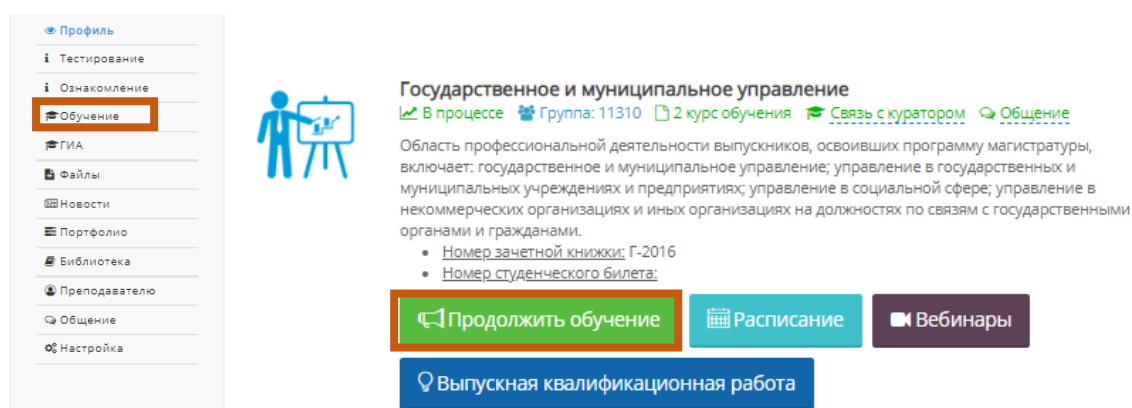 Профиль
Тестирование
Ознакомление
Обучение
ГИА
Файлы
Новости
Портфолио
Библиотека
Преподавателю
Общение
Настройка
Государственное и муниципальное управление
В процессе Группа: 11310 2 курс обучения Связь с куратором Общение
Область профессиональной деятельности выпускников, освоивших программу магистратуры,
включает: государственное и муниципальное управление; управление в государственных и
муниципальных учреждениях и предприятиях; управление в социальной сфере; управление в
некоммерческих организациях и иных организациях на должностях по связям с государственными
органами и гражданами.
• Номер зачетной книжки: Г-2016
• Номер студенческого билета:
Продолжить обучение Расписание Вебинары
Выпускная квалификационная работа